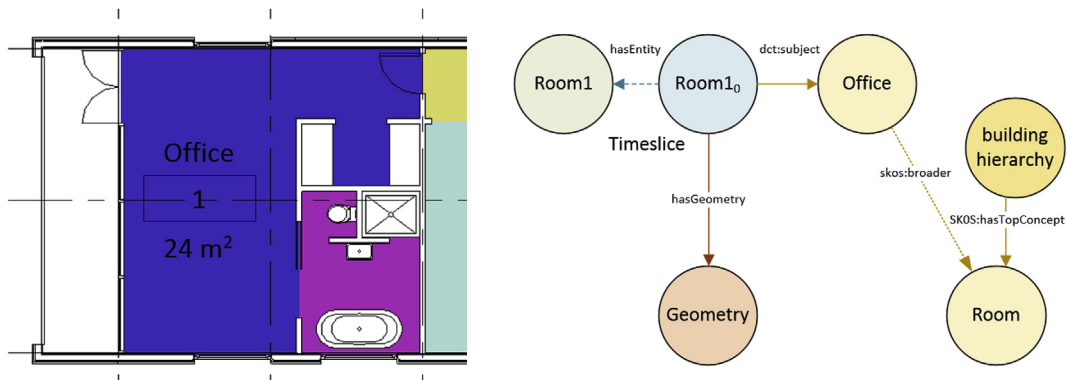 Office
1
24 m²
hasEntity
dct:subject
Room1
Room1₀
Office
Timeslice
building
hierarchy
skos:broader
hasGeometry
SKOS:hasTopConcept
Geometry
Room